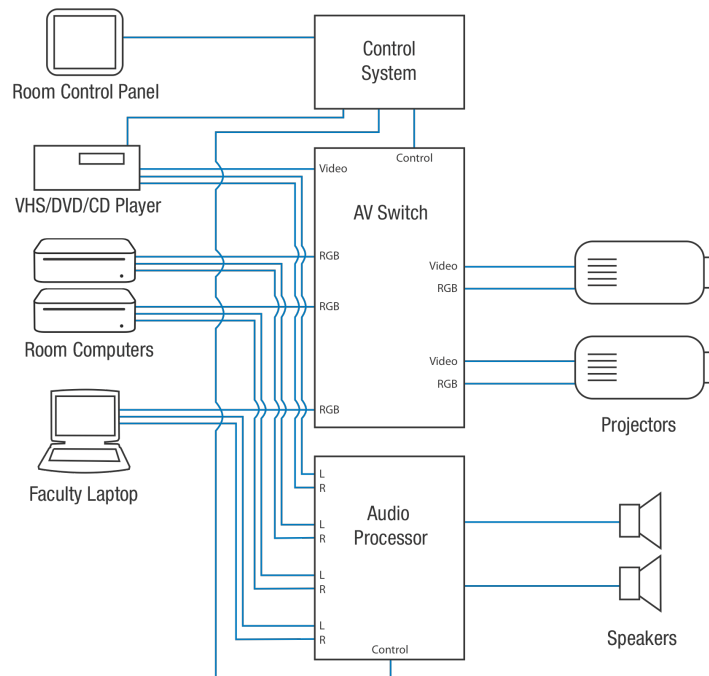 Control
System
Room Control Panel
Control
Video
AV Switch
VHS/DVD/CD Player
RGB
Video
RGB
RGB
Room Computers
Video
RGB
RGB
Projectors
Faculty Laptop
L
R
Audio
Processor
L
R
L
R
L
R
Speakers
Control